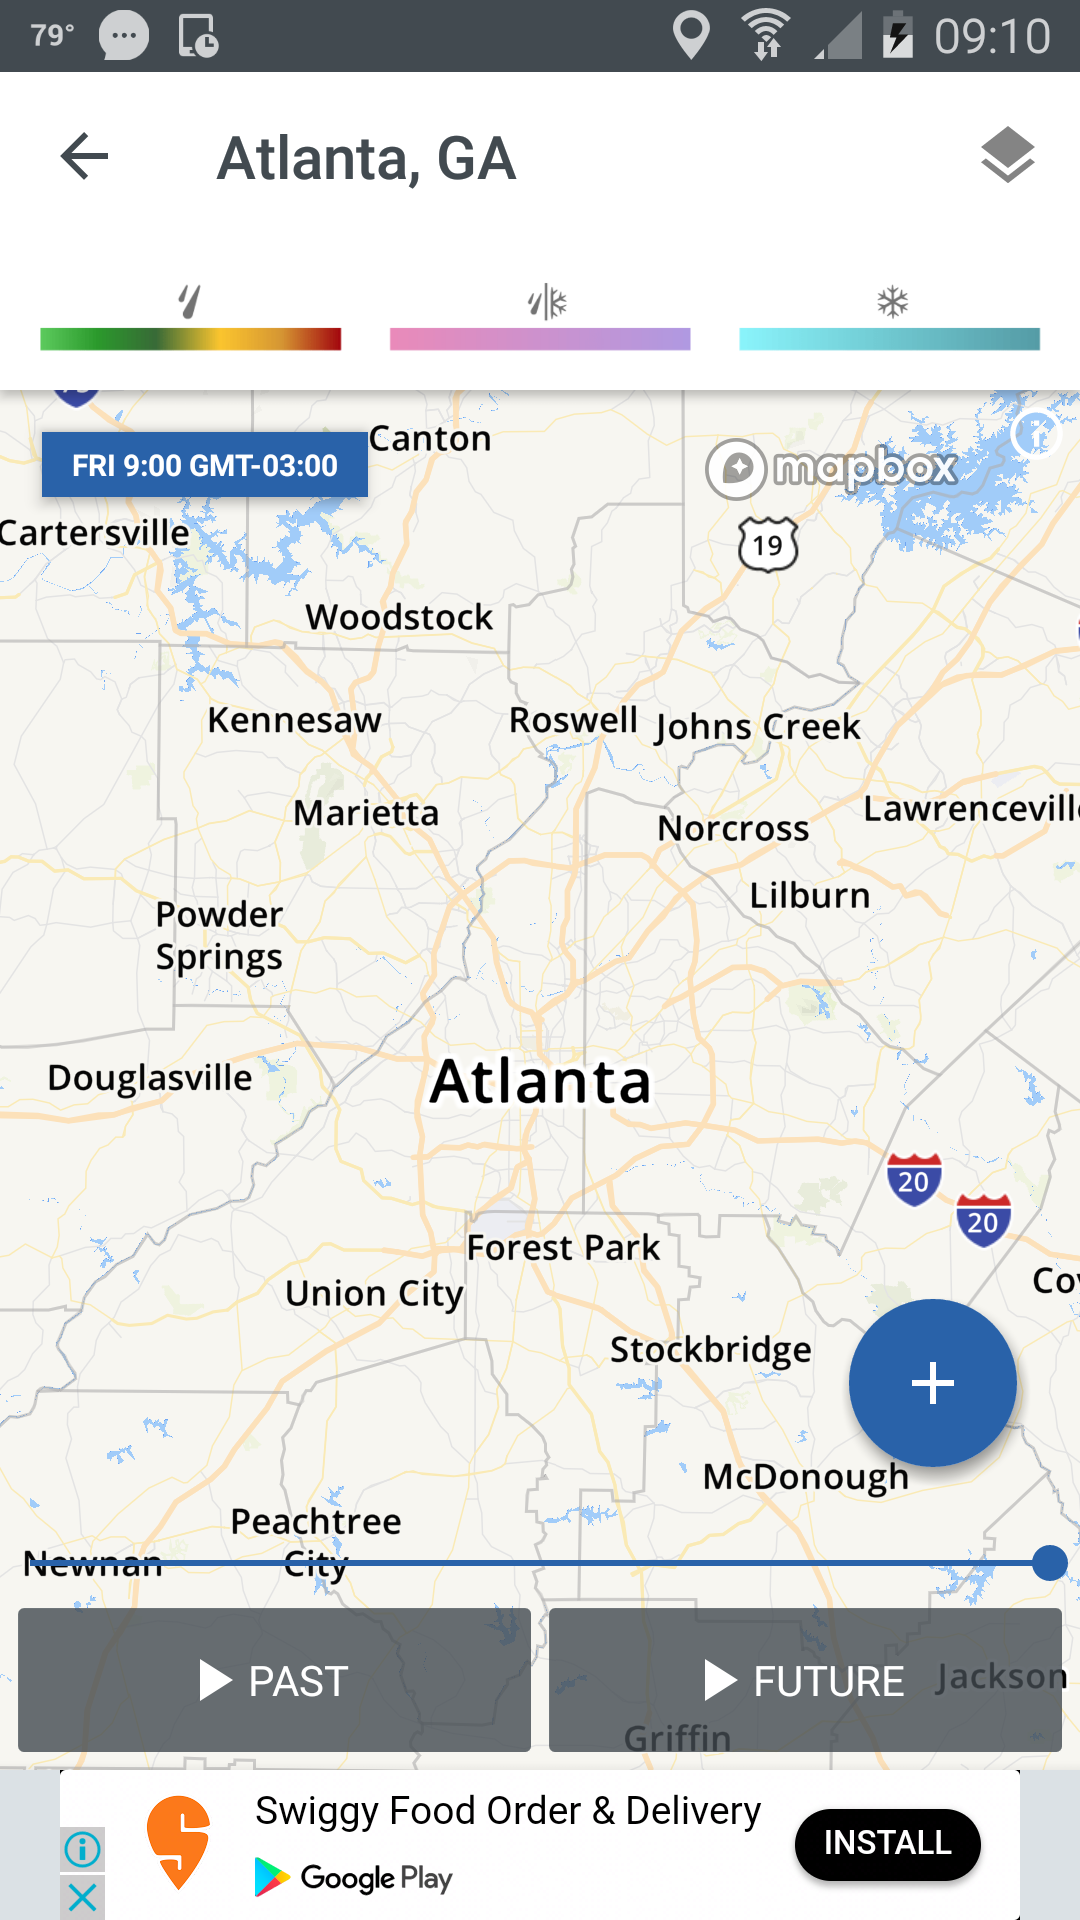 79° 09:10
Atlanta, GA
Canton
FRI 9:00 GMT-03:00
mapbox
Cartersville
19
Woodstock
Kennesaw
Roswell
Johns Creek
Marietta
Lawrenceville
Norcross
Lilburn
Powder
Springs
Douglasville
Atlanta
20
20
Forest Park
Union City
Stockbridge
McDonough
Peachtree
City
Newnan
PAST
FUTURE
Jackson
Griffin
Swiggy Food Order & Delivery
Google Play
INSTALL